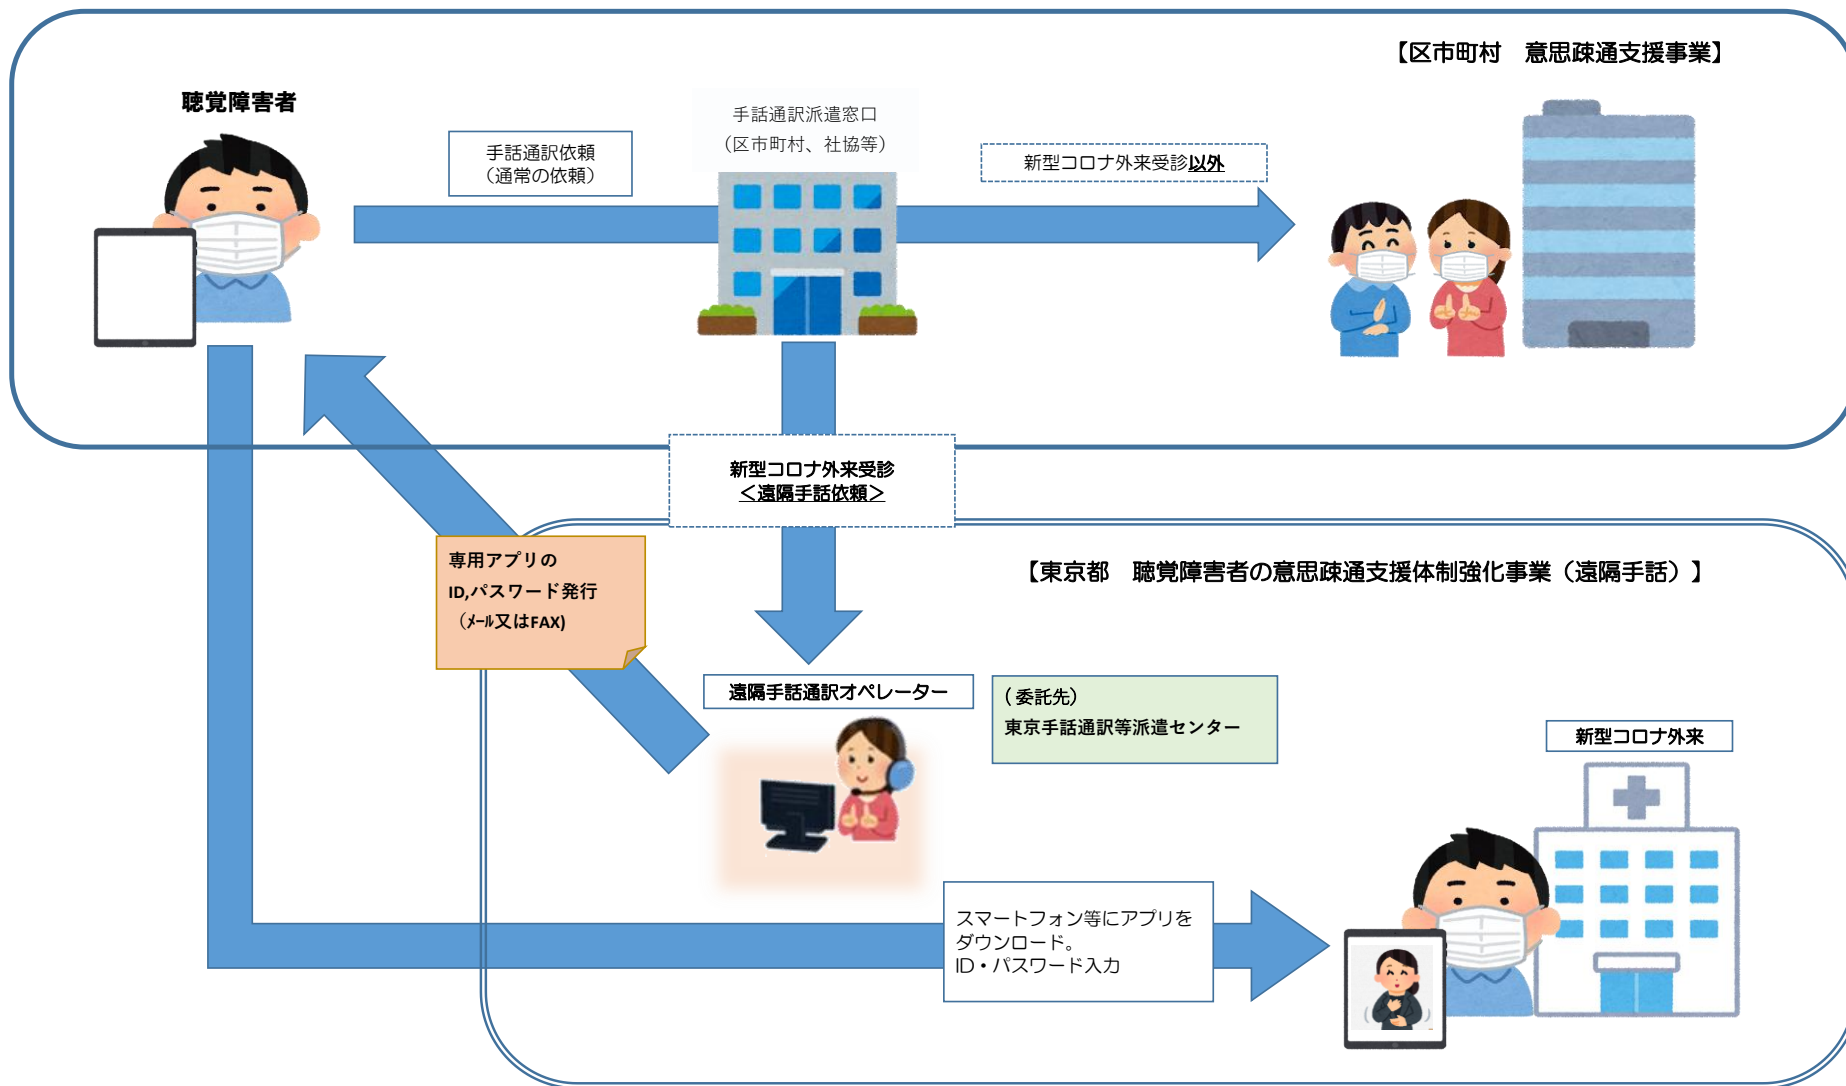 【区市町村　意思疎通支援事業】
聴覚障害者
手話通訳依頼
（通常の依頼）
手話通訳派遣窓口
（区市町村、社協等）
新型コロナ外来受診以外
新型コロナ外来受診
＜遠隔手話依頼＞
専用アプリの
ID,パスワード発行
（ﾒｰﾙ又はFAX)
【東京都　聴覚障害者の意思疎通支援体制強化事業（遠隔手話）】
遠隔手話通訳オペレーター
（委託先）
東京手話通訳等派遣センター
新型コロナ外来
スマートフォン等にアプリを
ダウンロード。
ID・パスワード入力